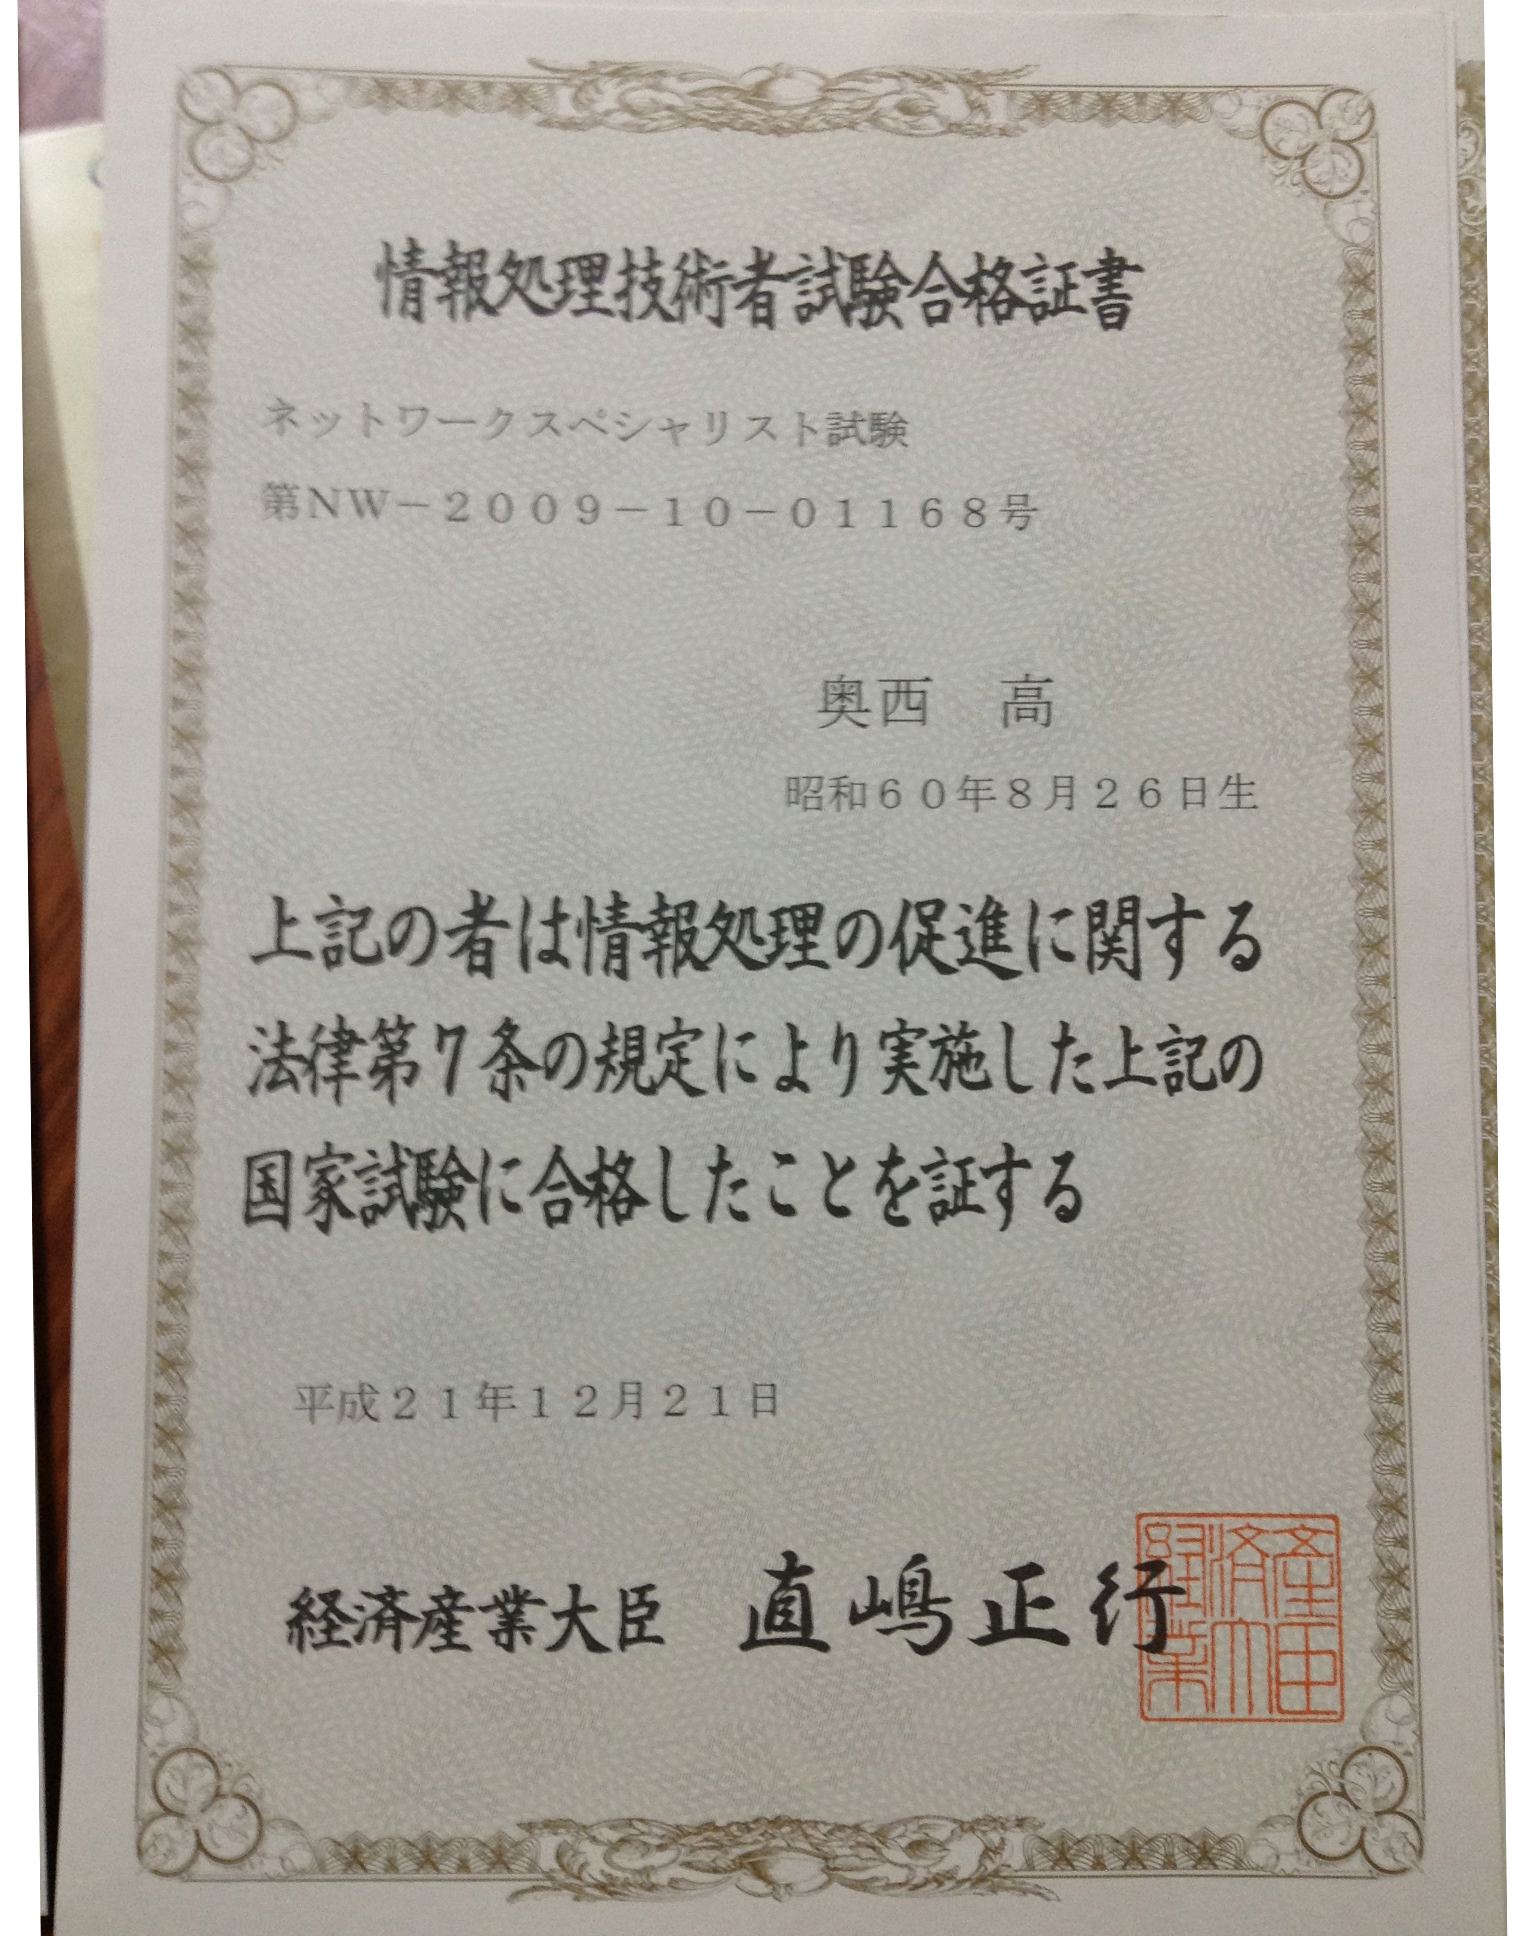 情報処理技術者試験合格証書
ネットワークスペシャリスト試験
第ＮＷ－２００９－１０－０１１６８号
奥西　高
昭和６０年８月２６日生
上記の者は情報処理の促進に関する
法律第7条の規定により実施した上記の
国家試験に合格したことを証する
平成２１年１２月２１日
経済産業大臣　直嶋正行
経済産業大臣